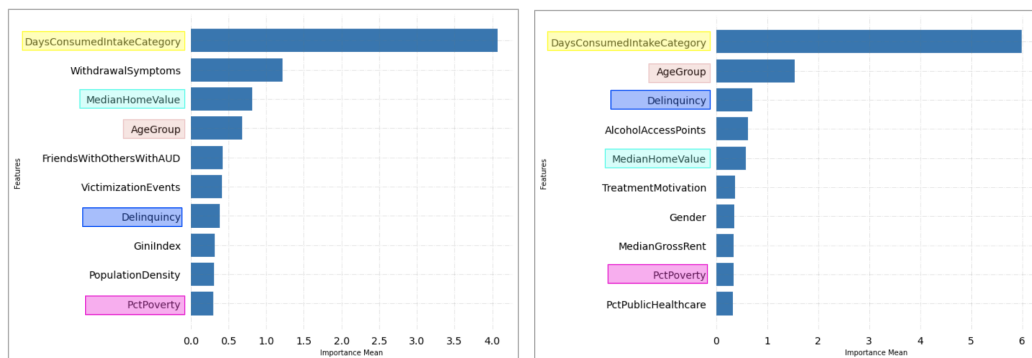 DaysConsumedIntakeCategory
WithdrawalSymptoms
MedianHomeValue
AgeGroup
FriendsWithOthersWithAUD
VictimizationEvents
Delinquincy
GiniIndex
PopulationDensity
PctPoverty
Features
0.0 0.5 1.0 1.5 2.0 2.5 3.0 3.5 4.0
Importance Mean
DaysConsumedIntakeCategory
AgeGroup
Delinquincy
AlcoholAccessPoints
MedianHomeValue
TreatmentMotivation
Gender
MedianGrossRent
PctPoverty
PctPublicHealthcare
Features
0 1 2 3 4 5 6
Importance Mean